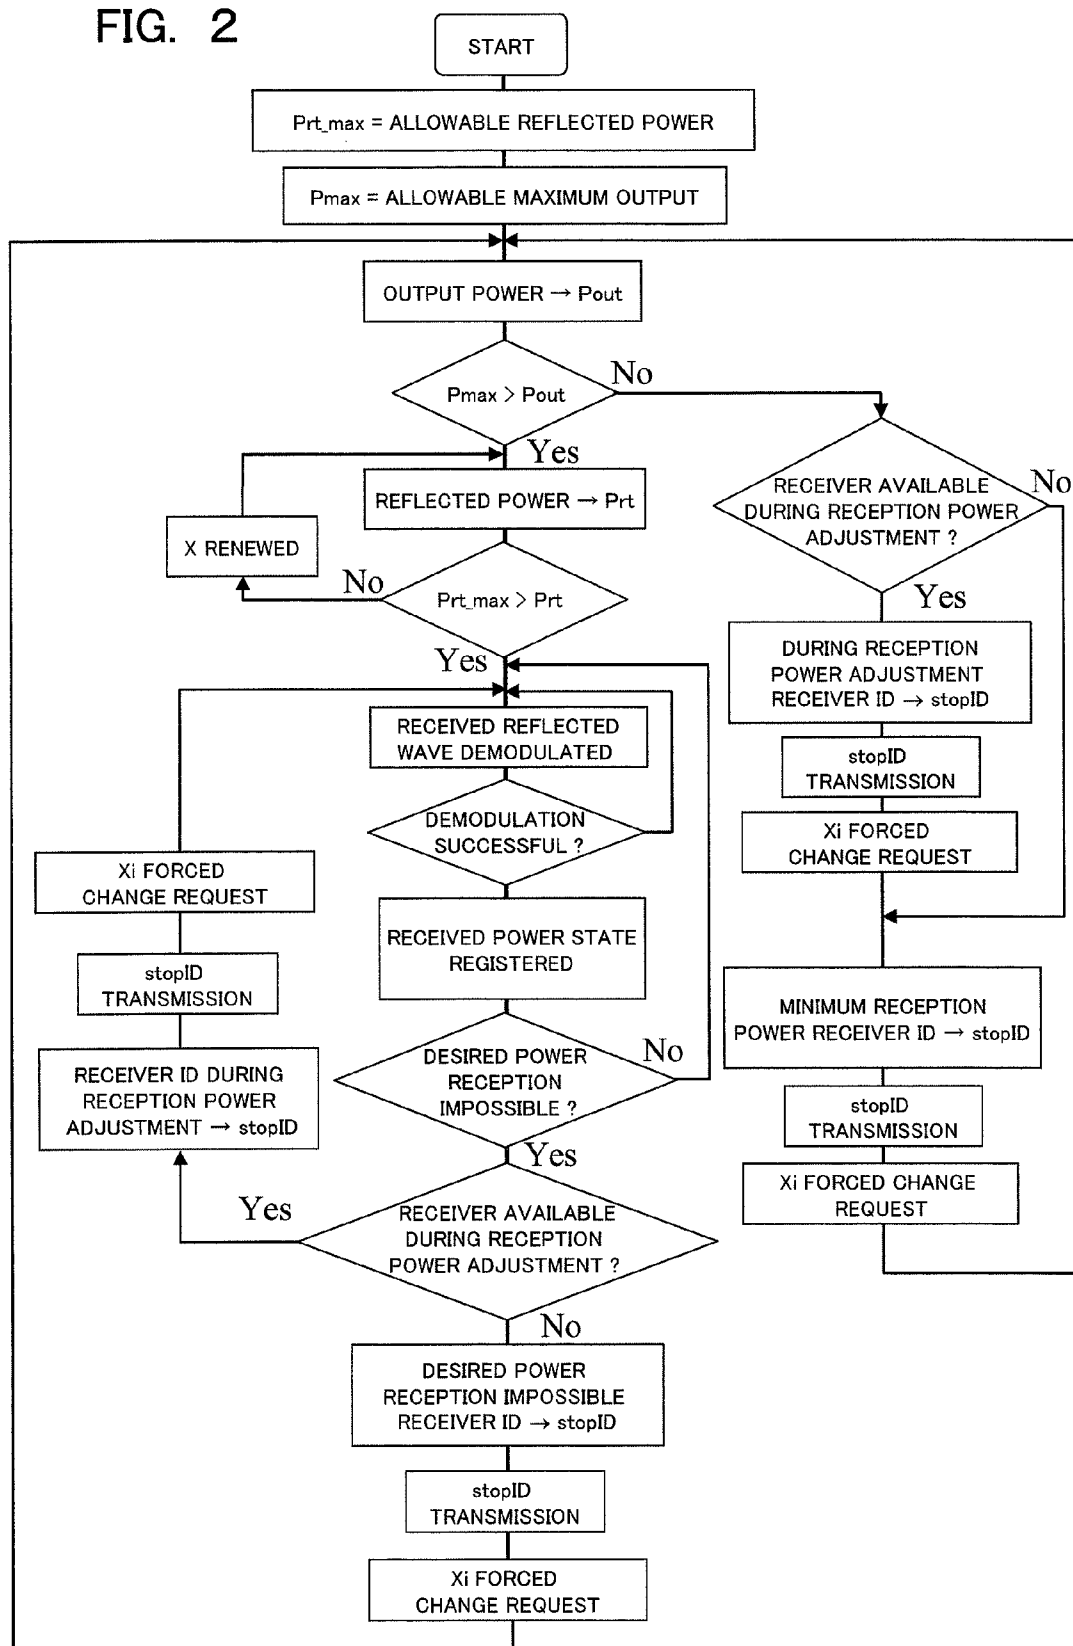 FIG. 2
START
Prt_max = ALLOWABLE REFLECTED POWER
Pmax = ALLOWABLE MAXIMUM OUTPUT
OUTPUT POWER → Pout
Pmax > Pout
No
Yes
REFLECTED POWER → Prt
X RENEWED
No
Prt_max > Prt
Yes
RECEIVED REFLECTED
WAVE DEMODULATED
DEMODULATION
SUCCESSFUL ?
RECEIVED POWER STATE
REGISTERED
DESIRED POWER
RECEPTION
IMPOSSIBLE ?
No
Yes
RECEIVER AVAILABLE
DURING RECEPTION
POWER ADJUSTMENT ?
Yes
RECEIVER ID DURING
RECEPTION POWER
ADJUSTMENT → stopID
stopID
TRANSMISSION
Xi FORCED
CHANGE REQUEST
No
DESIRED POWER
RECEPTION IMPOSSIBLE
RECEIVER ID → stopID
stopID
TRANSMISSION
Xi FORCED
CHANGE REQUEST
RECEIVER AVAILABLE
DURING RECEPTION POWER
ADJUSTMENT ?
No
Yes
DURING RECEPTION
POWER ADJUSTMENT
RECEIVER ID → stopID
stopID
TRANSMISSION
Xi FORCED
CHANGE REQUEST
MINIMUM RECEPTION
POWER RECEIVER ID → stopID
stopID
TRANSMISSION
Xi FORCED CHANGE
REQUEST